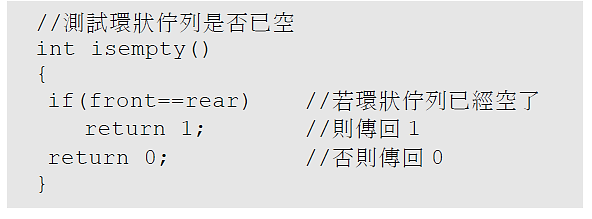 //測試環狀佇列是否已空
int isempty()
{
if(front==rear) //若環狀佇列已經空了
return 1; //則傳回1
return 0; //否則傳回0
}